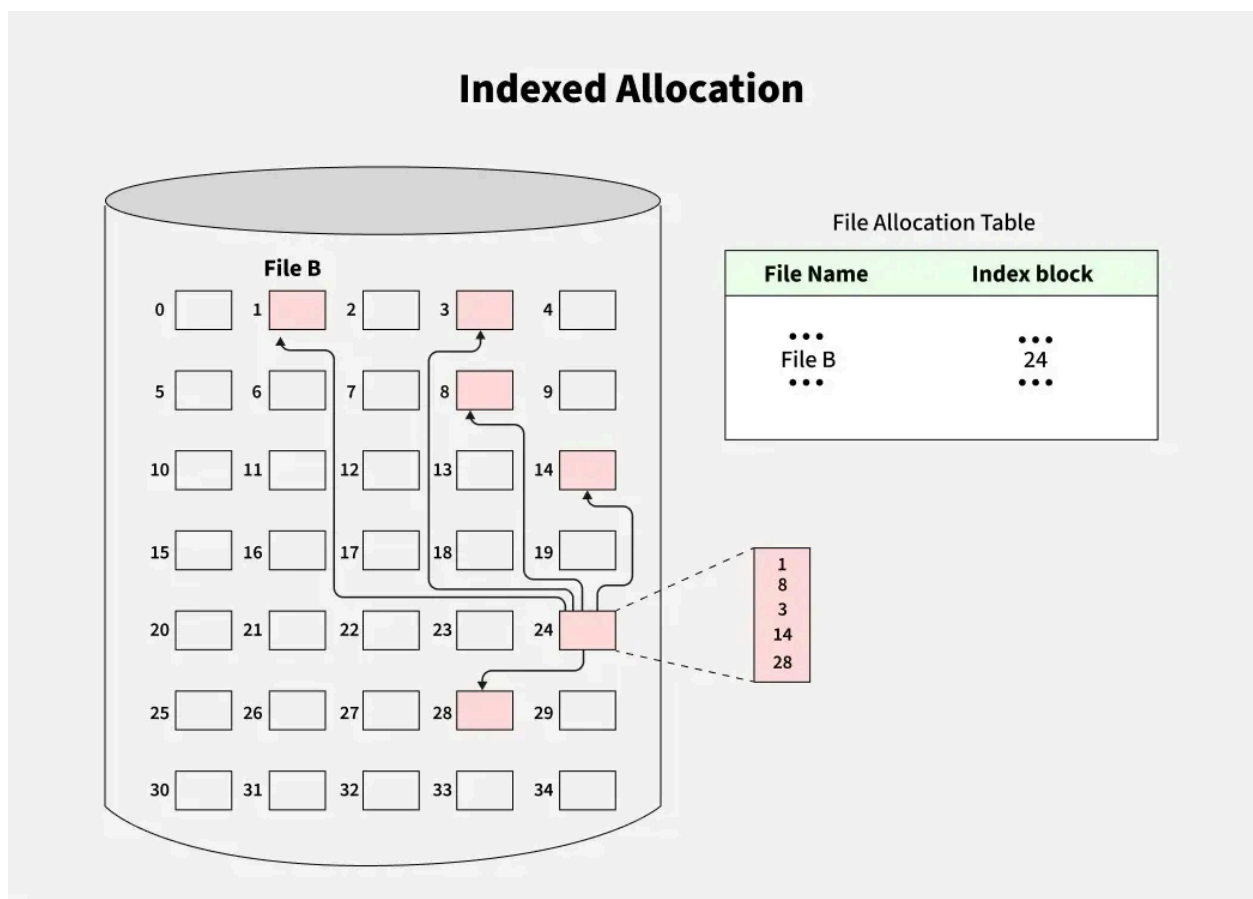 Indexed Allocation
File Allocation Table
File Name Index block
•••  •••
File B 24
•••  •••
File B
0 1 2 3 4
5 6 7 8 9
10 11 12 13 14
15 16 17 18 19
20 21 22 23 24
25 26 27 28 29
30 31 32 33 34
1
8
3
14
28